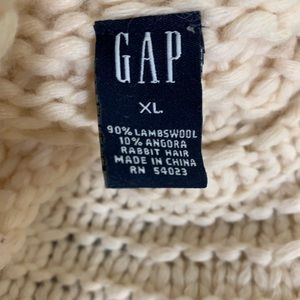 GAP
XL
90% LAMBSWOOL
10% ANGORA
RABBIT HAIR
MADE IN CHINA
RN 54023